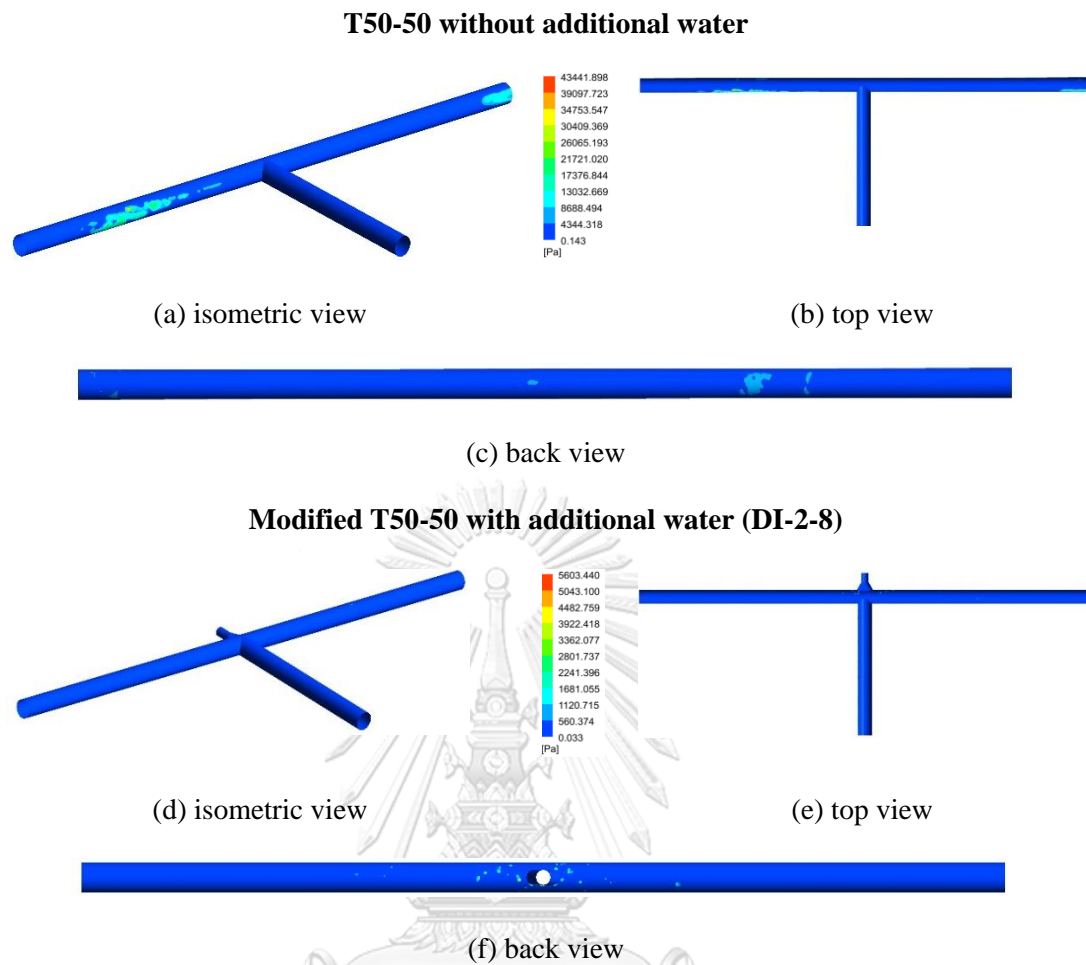 T50-50 without additional water
43441.898
39097.723
34753.547
30409.369
26065.193
21721.020
17376.844
13032.669
8688.494
4344.318
0.143
[Pa]
(a) isometric view
(b) top view
(c) back view
Modified T50-50 with additional water (DI-2-8)
5603.440
5043.100
4482.759
3922.418
3362.077
2801.737
2241.396
1681.055
1120.715
560.374
0.033
[Pa]
(d) isometric view
(e) top view
(f) back view